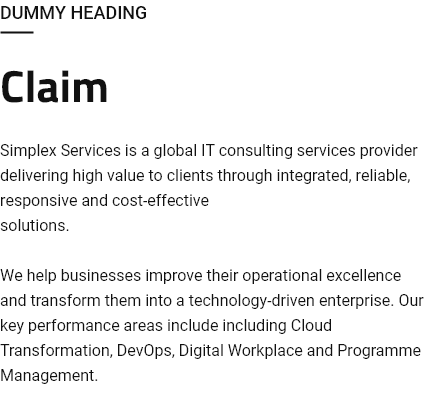 DUMMY HEADING
Claim
Simplex Services is a global IT consulting services provider
delivering high value to clients through integrated, reliable,
responsive and cost-effective
solutions.
We help businesses improve their operational excellence
and transform them into a technology-driven enterprise. Our
key performance areas include including Cloud
Transformation, DevOps, Digital Workplace and Programme
Management.